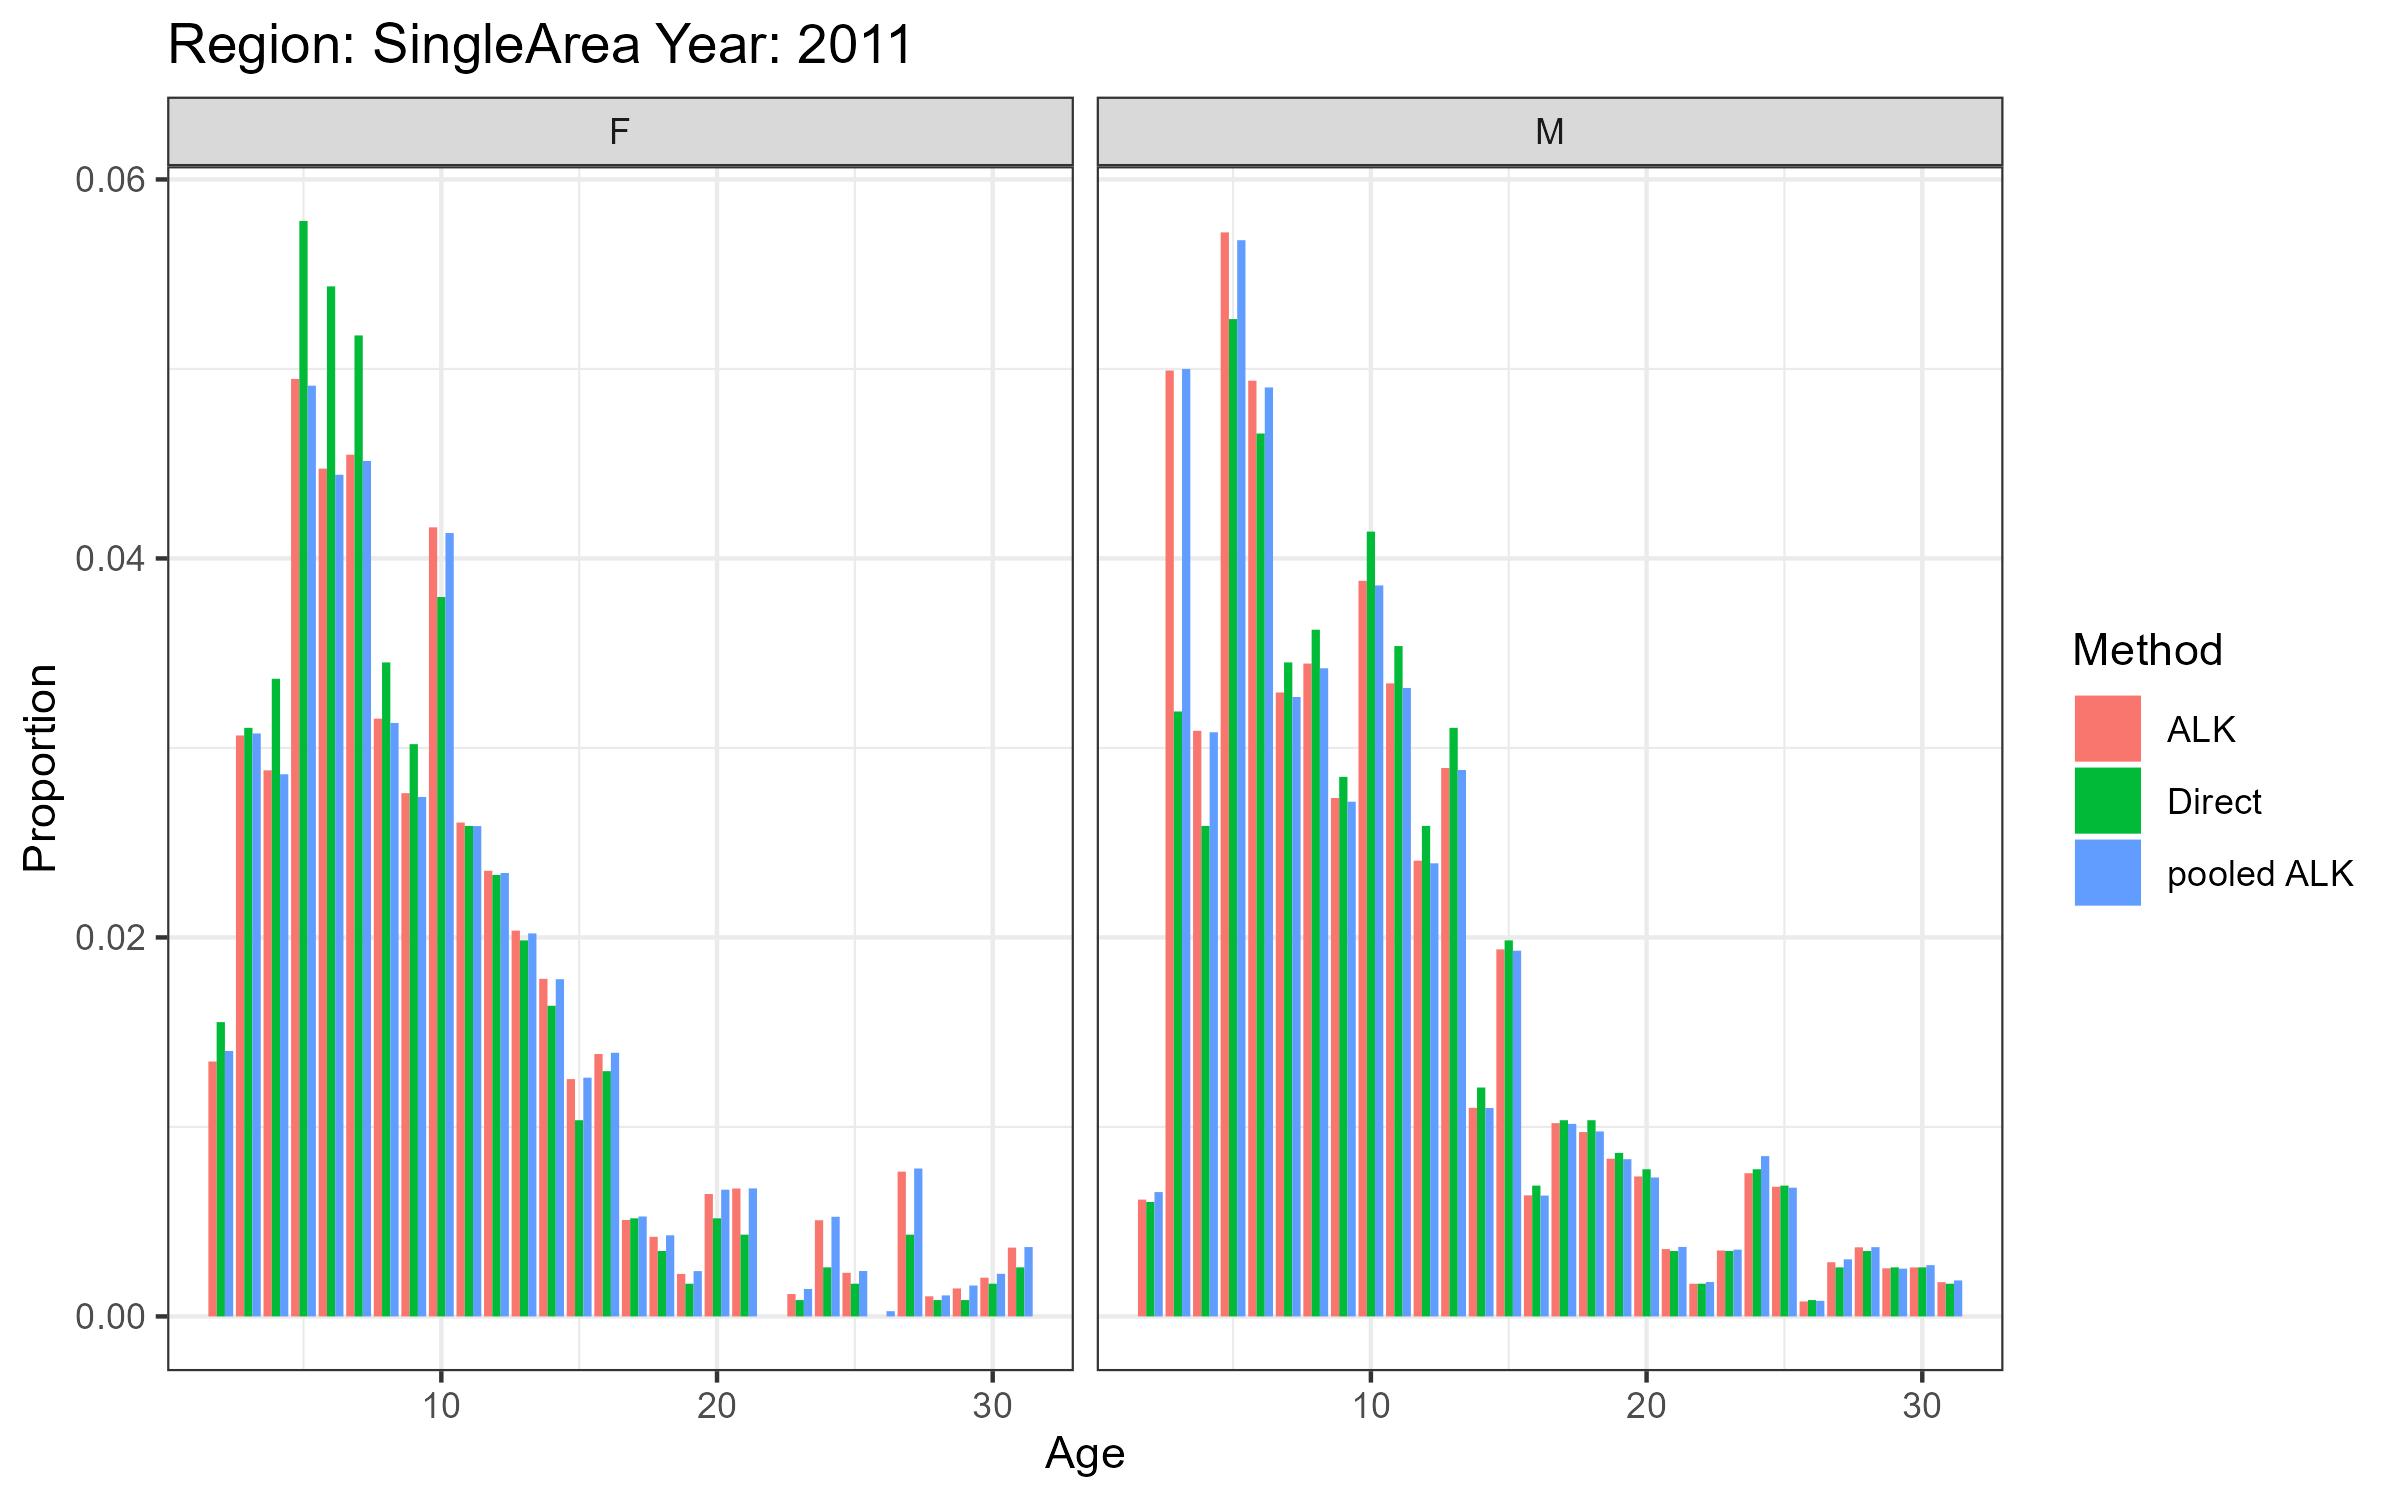 Region: SingleArea Year: 2011
F
M
0.06
0.04
0.02
0.00
Proportion
10
20
30
10
20
30
Age
Method
ALK
Direct
pooled ALK